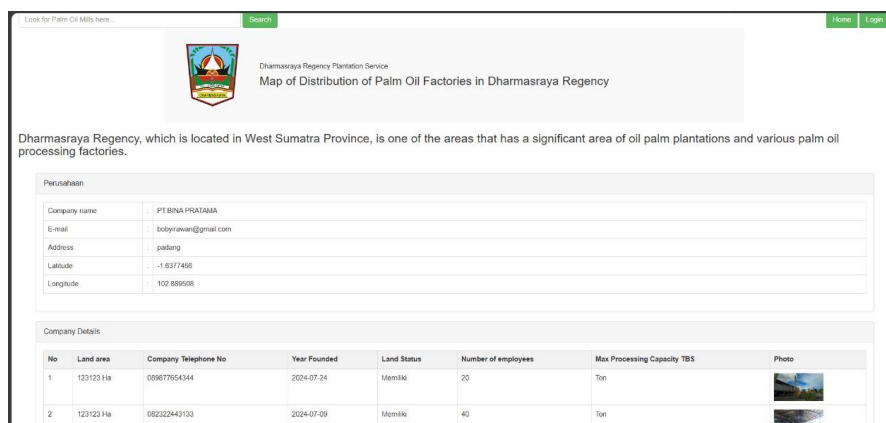 Look for Palm Oil Mills here...
Search
Home
Login
Dharmasraya Regency Plantation Service
Map of Distribution of Palm Oil Factories in Dharmasraya Regency
Dharmasraya Regency, which is located in West Sumatra Province, is one of the areas that has a significant area of oil palm plantations and various palm oil
processing factories.
Perusahaan
Company name : PT.BINA PRATAMA
E-mail : bobyirawan@gmail.com
Address : padang
Latitude : -1.6377456
Longitude : 102.889508
Company Details
No Land area Company Telephone No Year Founded Land Status Number of employees Max Processing Capacity TBS Photo
1 123123 Ha 089877654344 2024-07-24 Memiliki 20 Ton
2 123123 Ha 082322443133 2024-07-09 Memiliki 40 Ton